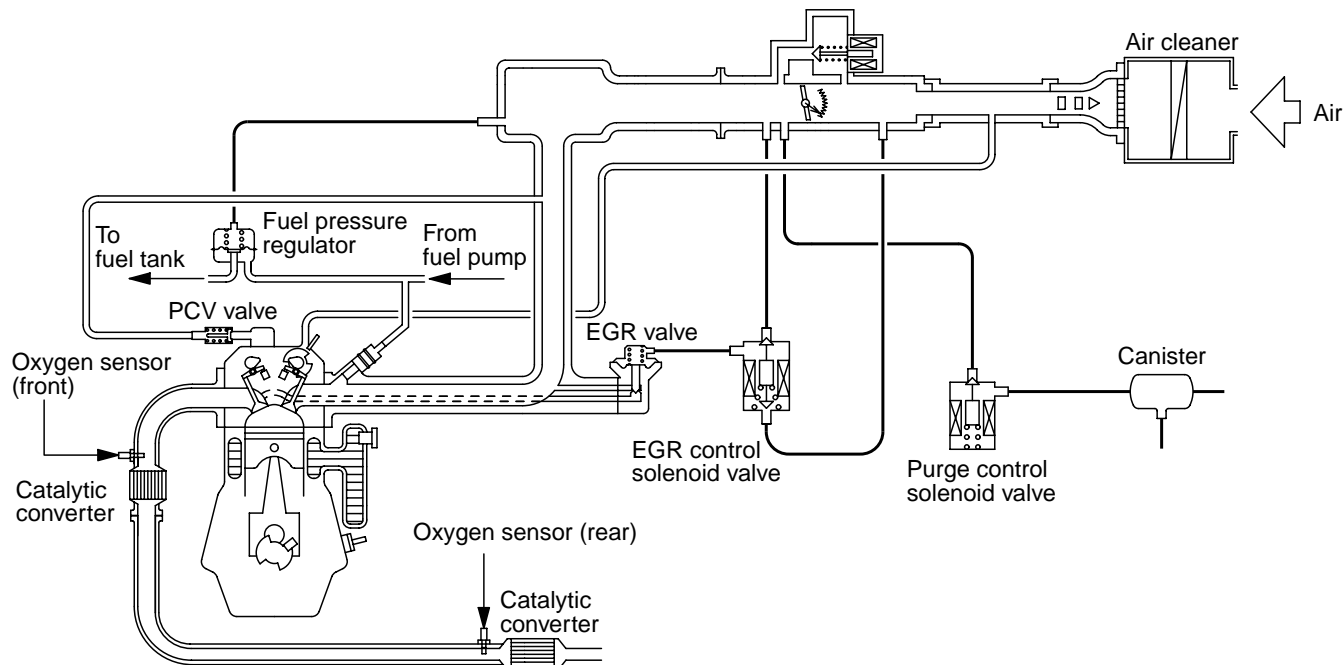 Air cleaner
Air
Fuel pressure
regulator
To
fuel tank
From
fuel pump
PCV valve
EGR valve
Oxygen sensor
(front)
Canister
EGR control
solenoid valve
Purge control
solenoid valve
Catalytic
converter
Oxygen sensor (rear)
Catalytic
converter